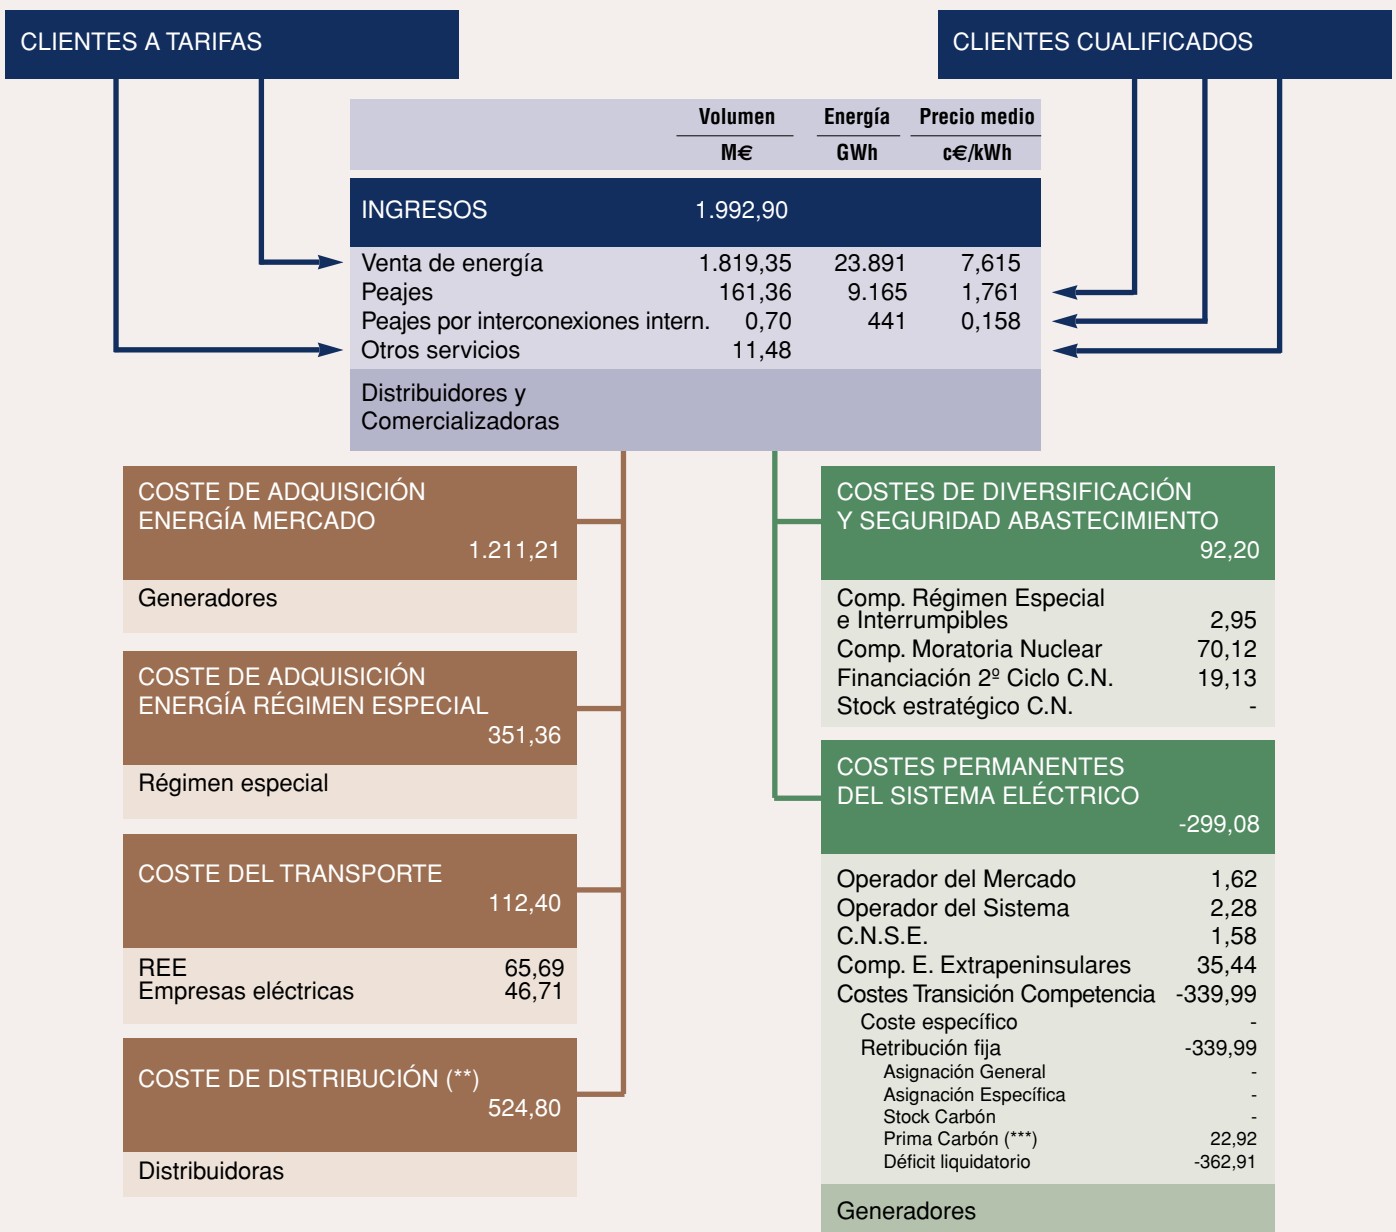 CLIENTES A TARIFAS
CLIENTES CUALIFICADOS
Volumen Energía Precio medio
M€ GWh c€/kWh
INGRESOS 1.992,90
Venta de energía 1.819,35 23.891 7,615
Peajes 161,36 9.165 1,761
Peajes por interconexiones intern. 0,70 441 0,158
Otros servicios 11,48
Distribuidores y
Comercializadoras
COSTE DE ADQUISICIÓN
ENERGÍA MERCADO
1.211,21
Generadores
COSTE DE ADQUISICIÓN
ENERGÍA RÉGIMEN ESPECIAL
351,36
Régimen especial
COSTE DEL TRANSPORTE
112,40
REE 65,69
Empresas eléctricas 46,71
COSTE DE DISTRIBUCIÓN (**)
524,80
Distribuidoras
COSTES DE DIVERSIFICACIÓN
Y SEGURIDAD ABASTECIMIENTO
92,20
Comp. Régimen Especial
e Interrumpibles 2,95
Comp. Moratoria Nuclear 70,12
Financiación 2º Ciclo C.N. 19,13
Stock estratégico C.N. -
COSTES PERMANENTES
DEL SISTEMA ELÉCTRICO
-299,08
Operador del Mercado 1,62
Operador del Sistema 2,28
C.N.S.E. 1,58
Comp. E. Extrapeninsulares 35,44
Costes Transición Competencia -339,99
Coste específico -
Retribución fija -339,99
Asignación General -
Asignación Específica -
Stock Carbón -
Prima Carbón (***) 22,92
Déficit liquidatorio -362,91
Generadores